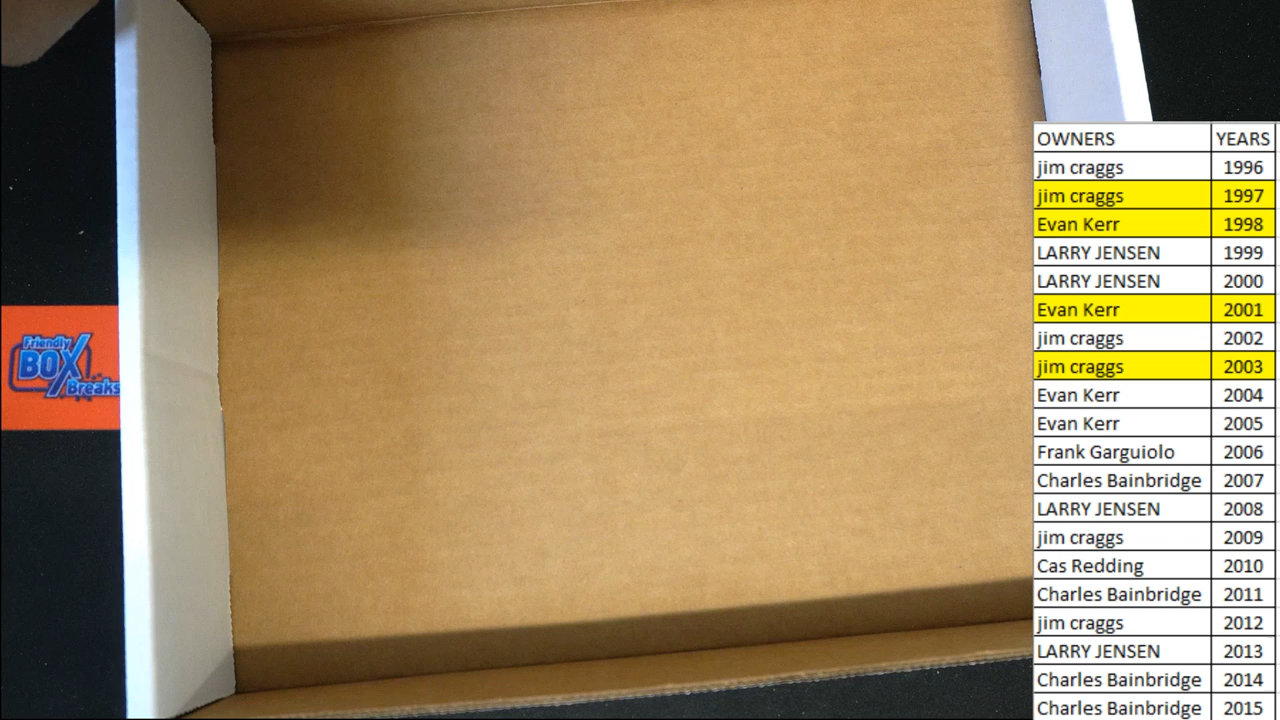 Friendly
BOX
Breaks
OWNERS YEARS
jim craggs 1996
jim craggs 1997
Evan Kerr 1998
LARRY JENSEN 1999
LARRY JENSEN 2000
Evan Kerr 2001
jim craggs 2002
jim craggs 2003
Evan Kerr 2004
Evan Kerr 2005
Frank Garguiolo 2006
Charles Bainbridge 2007
LARRY JENSEN 2008
jim craggs 2009
Cas Redding 2010
Charles Bainbridge 2011
jim craggs 2012
LARRY JENSEN 2013
Charles Bainbridge 2014
Charles Bainbridge 2015